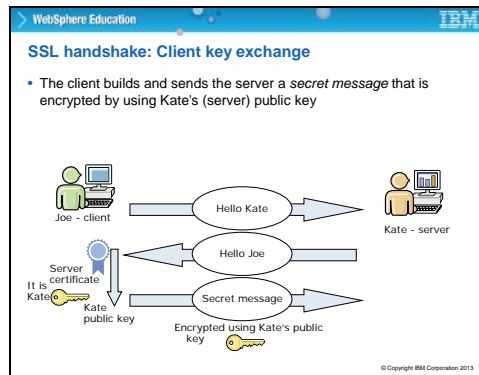 WebSphere Education
IBM
SSL handshake: Client key exchange
• The client builds and sends the server a secret message that is
encrypted by using Kate's (server) public key
Joe - client
Hello Kate
Kate - server
Hello Joe
Server
certificate
It is
Kate
Kate
public key
Secret message
Encrypted using Kate's public
key
© Copyright IBM Corporation 2013